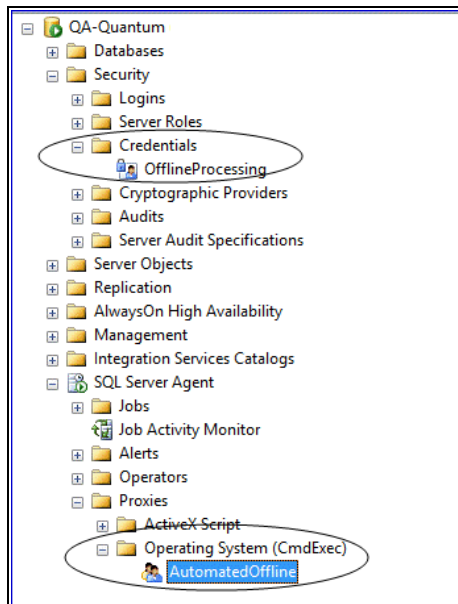 QA-Quantum
Databases
Security
Logins
Server Roles
Credentials
OfflineProcessing
Cryptographic Providers
Audits
Server Audit Specifications
Server Objects
Replication
AlwaysOn High Availability
Management
Integration Services Catalogs
SQL Server Agent
Jobs
Job Activity Monitor
Alerts
Operators
Proxies
ActiveX Script
Operating System (CmdExec)
AutomatedOffline